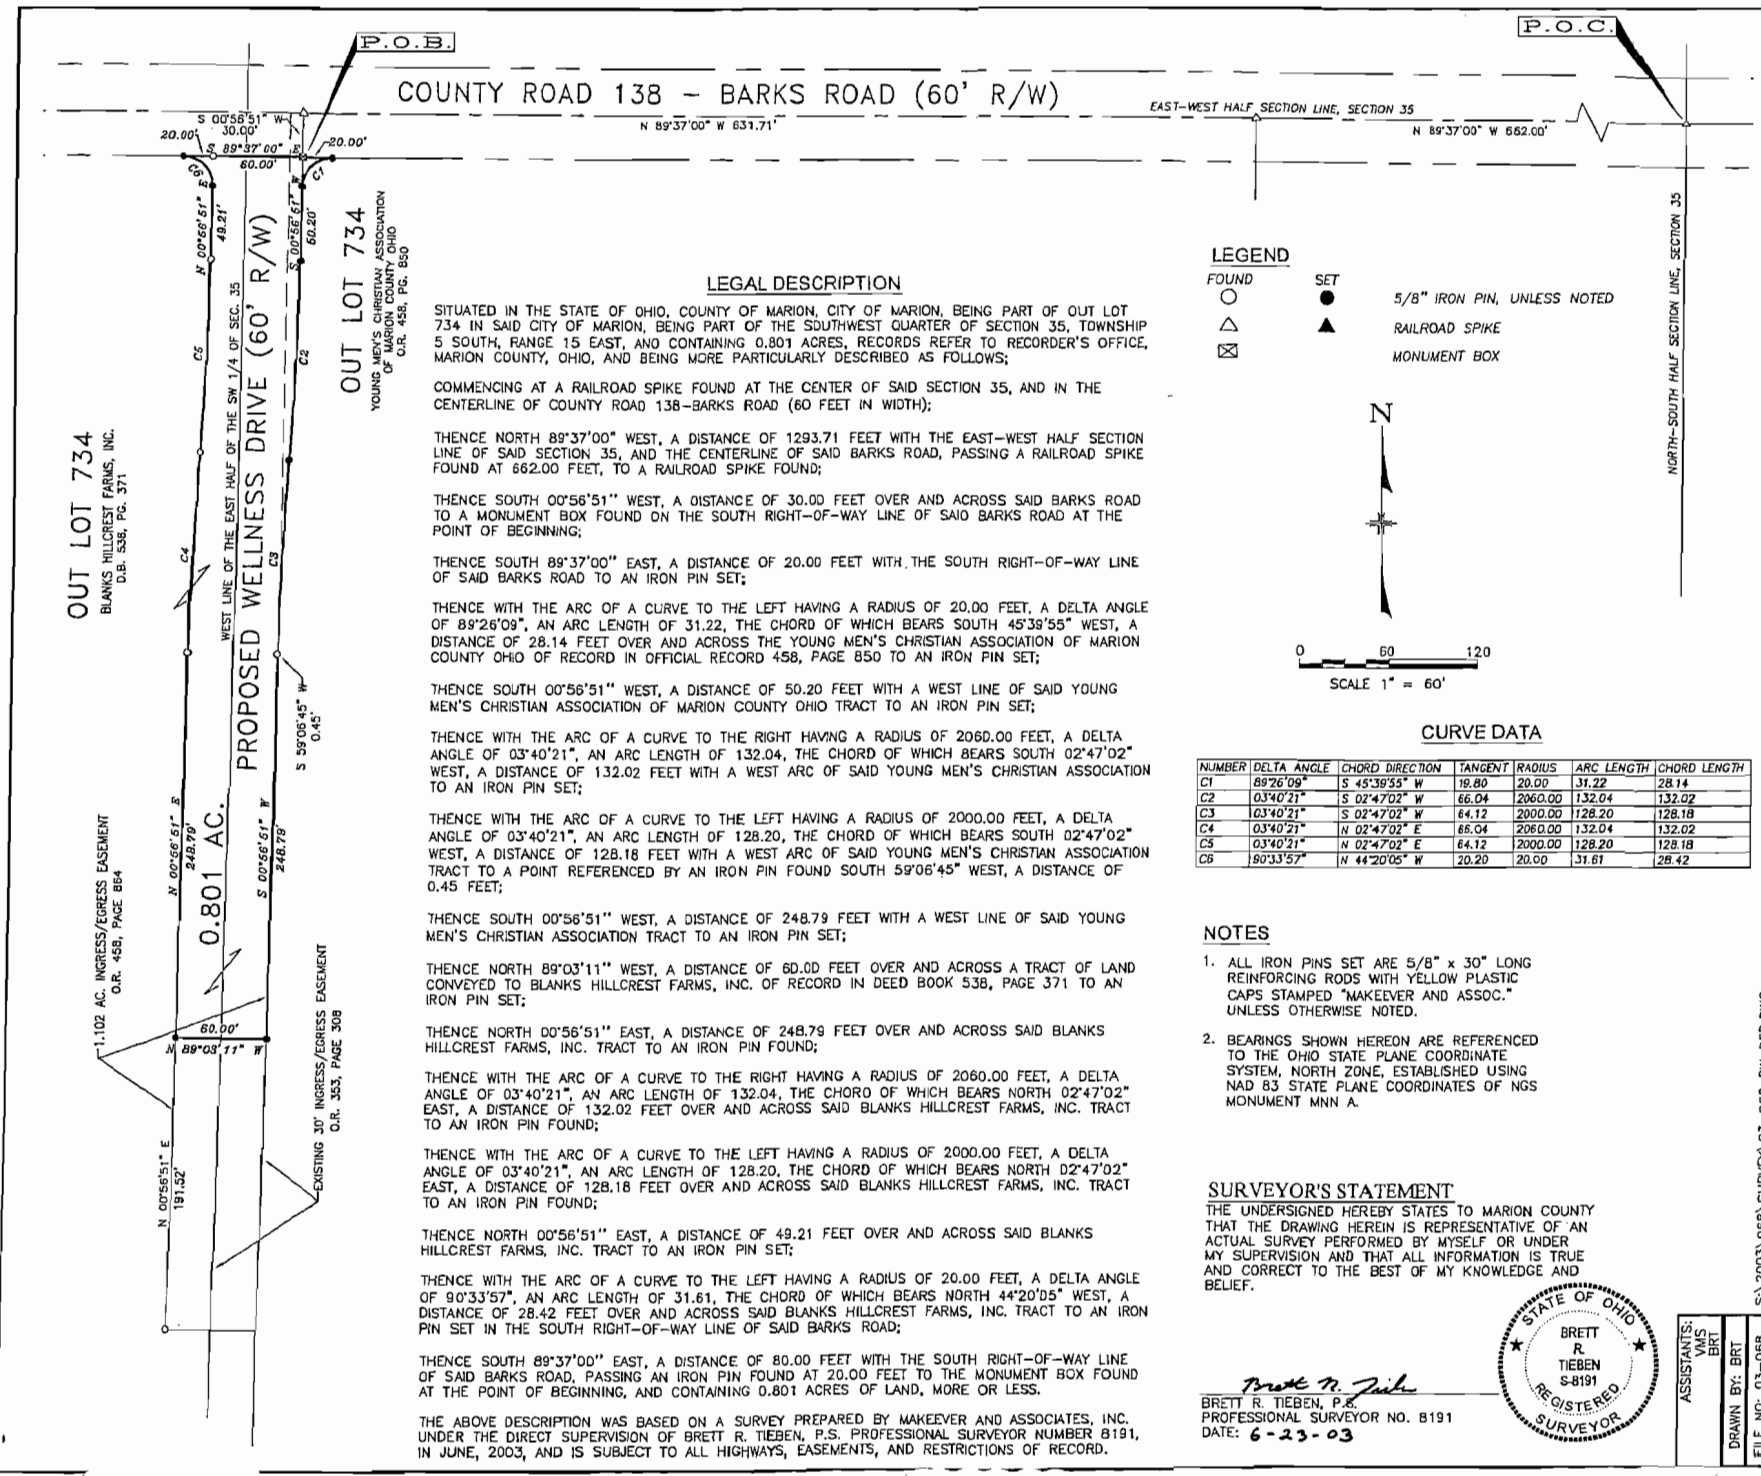 P.O.B.
P.O.C.
COUNTY ROAD 138 - BARKS ROAD (60' R/W)
EAST-WEST HALF SECTION LINE, SECTION 35
N 89°37'00" W 631.71'
N 89°37'00" W 662.00'
S 00°56'51" W
30.00'
20.00'
20.00'
S 89°37'00" E
60.00'
C6
C1
N 00°56'51" E
49.21'
S 00°56'51" W
50.20'
C5
C2
C4
C3
OUT LOT 734
YOUNG MEN'S CHRISTIAN ASSOCIATION
OF MARION COUNTY OHIO
O.R. 458, PG. 850
OUT LOT 734
BLANKS HILLCREST FARMS, INC.
D.B. 538, PG. 371
WEST LINE OF THE EAST HALF OF THE SW 1/4 OF SEC. 35
PROPOSED WELLNESS DRIVE (60' R/W)
S 59°06'45" W
0.45'
N 00°56'51" E
248.79'
S 00°56'51" W
248.79'
0.801 AC.
1.102 AC. INGRESS/EGRESS EASEMENT
O.R. 458, PAGE 864
EXISTING 30' INGRESS/EGRESS EASEMENT
O.R. 353, PAGE 308
60.00'
N 89°03'11" W
N 00°56'51" E
191.52'
NORTH-SOUTH HALF SECTION LINE, SECTION 35
LEGAL DESCRIPTION
SITUATED IN THE STATE OF OHIO, COUNTY OF MARION, CITY OF MARION, BEING PART OF OUT LOT
734 IN SAID CITY OF MARION, BEING PART OF THE SOUTHWEST QUARTER OF SECTION 35, TOWNSHIP
5 SOUTH, RANGE 15 EAST, AND CONTAINING 0.801 ACRES, RECORDS REFER TO RECORDER'S OFFICE,
MARION COUNTY, OHIO, AND BEING MORE PARTICULARLY DESCRIBED AS FOLLOWS;
COMMENCING AT A RAILROAD SPIKE FOUND AT THE CENTER OF SAID SECTION 35, AND IN THE
CENTERLINE OF COUNTY ROAD 138-BARKS ROAD (60 FEET IN WIDTH);
THENCE NORTH 89°37'00" WEST, A DISTANCE OF 1293.71 FEET WITH THE EAST-WEST HALF SECTION
LINE OF SAID SECTION 35, AND THE CENTERLINE OF SAID BARKS ROAD, PASSING A RAILROAD SPIKE
FOUND AT 662.00 FEET, TO A RAILROAD SPIKE FOUND;
THENCE SOUTH 00°56'51" WEST, A DISTANCE OF 30.00 FEET OVER AND ACROSS SAID BARKS ROAD
TO A MONUMENT BOX FOUND ON THE SOUTH RIGHT-OF-WAY LINE OF SAID BARKS ROAD AT THE
POINT OF BEGINNING;
THENCE SOUTH 89°37'00" EAST, A DISTANCE OF 20.00 FEET WITH THE SOUTH RIGHT-OF-WAY LINE
OF SAID BARKS ROAD TO AN IRON PIN SET;
THENCE WITH THE ARC OF A CURVE TO THE LEFT HAVING A RADIUS OF 20.00 FEET, A DELTA ANGLE
OF 89°26'09", AN ARC LENGTH OF 31.22, THE CHORD OF WHICH BEARS SOUTH 45°39'55" WEST, A
DISTANCE OF 28.14 FEET OVER AND ACROSS THE YOUNG MEN'S CHRISTIAN ASSOCIATION OF MARION
COUNTY OHIO OF RECORD IN OFFICIAL RECORD 458, PAGE 850 TO AN IRON PIN SET;
THENCE SOUTH 00°56'51" WEST, A DISTANCE OF 50.20 FEET WITH A WEST LINE OF SAID YOUNG
MEN'S CHRISTIAN ASSOCIATION OF MARION COUNTY OHIO TRACT TO AN IRON PIN SET;
THENCE WITH THE ARC OF A CURVE TO THE RIGHT HAVING A RADIUS OF 2060.00 FEET, A DELTA
ANGLE OF 03°40'21", AN ARC LENGTH OF 132.04, THE CHORD OF WHICH BEARS SOUTH 02°47'02"
WEST, A DISTANCE OF 132.02 FEET WITH A WEST ARC OF SAID YOUNG MEN'S CHRISTIAN ASSOCIATION
TO AN IRON PIN SET;
THENCE WITH THE ARC OF A CURVE TO THE LEFT HAVING A RADIUS OF 2000.00 FEET, A DELTA
ANGLE OF 03°40'21", AN ARC LENGTH OF 128.20, THE CHORD OF WHICH BEARS SOUTH 02°47'02"
WEST, A DISTANCE OF 128.18 FEET WITH A WEST ARC OF SAID YOUNG MEN'S CHRISTIAN ASSOCIATION
TRACT TO A POINT REFERENCED BY AN IRON PIN FOUND SOUTH 59°06'45" WEST, A DISTANCE OF
0.45 FEET;
THENCE SOUTH 00°56'51" WEST, A DISTANCE OF 248.79 FEET WITH A WEST LINE OF SAID YOUNG
MEN'S CHRISTIAN ASSOCIATION TRACT TO AN IRON PIN SET;
THENCE NORTH 89°03'11" WEST, A DISTANCE OF 60.00 FEET OVER AND ACROSS A TRACT OF LAND
CONVEYED TO BLANKS HILLCREST FARMS, INC. OF RECORD IN DEED BOOK 538, PAGE 371 TO AN
IRON PIN SET;
THENCE NORTH 00°56'51" EAST, A DISTANCE OF 248.79 FEET OVER AND ACROSS SAID BLANKS
HILLCREST FARMS, INC. TRACT TO AN IRON PIN FOUND;
THENCE WITH THE ARC OF A CURVE TO THE RIGHT HAVING A RADIUS OF 2060.00 FEET, A DELTA
ANGLE OF 03°40'21", AN ARC LENGTH OF 132.04, THE CHORD OF WHICH BEARS NORTH 02°47'02"
EAST, A DISTANCE OF 132.02 FEET OVER AND ACROSS SAID BLANKS HILLCREST FARMS, INC. TRACT
TO AN IRON PIN FOUND;
THENCE WITH THE ARC OF A CURVE TO THE LEFT HAVING A RADIUS OF 2000.00 FEET, A DELTA
ANGLE OF 03°40'21", AN ARC LENGTH OF 128.20, THE CHORD OF WHICH BEARS NORTH 02°47'02"
EAST, A DISTANCE OF 128.18 FEET OVER AND ACROSS SAID BLANKS HILLCREST FARMS, INC. TRACT
TO AN IRON PIN FOUND;
THENCE NORTH 00°56'51" EAST, A DISTANCE OF 49.21 FEET OVER AND ACROSS SAID BLANKS
HILLCREST FARMS, INC. TRACT TO AN IRON PIN SET;
THENCE WITH THE ARC OF A CURVE TO THE LEFT HAVING A RADIUS OF 20.00 FEET, A DELTA ANGLE
OF 90°33'57", AN ARC LENGTH OF 31.61, THE CHORD OF WHICH BEARS NORTH 44°20'05" WEST, A
DISTANCE OF 28.42 FEET OVER AND ACROSS SAID BLANKS HILLCREST FARMS, INC. TRACT TO AN IRON
PIN SET IN THE SOUTH RIGHT-OF-WAY LINE OF SAID BARKS ROAD;
THENCE SOUTH 89°37'00" EAST, A DISTANCE OF 80.00 FEET WITH THE SOUTH RIGHT-OF-WAY LINE
OF SAID BARKS ROAD, PASSING AN IRON PIN FOUND AT 20.00 FEET TO THE MONUMENT BOX FOUND
AT THE POINT OF BEGINNING, AND CONTAINING 0.801 ACRES OF LAND, MORE OR LESS.
THE ABOVE DESCRIPTION WAS BASED ON A SURVEY PREPARED BY MAKEEVER AND ASSOCIATES, INC.
UNDER THE DIRECT SUPERVISION OF BRETT R. TIEBEN, P.S. PROFESSIONAL SURVEYOR NUMBER 8191,
IN JUNE, 2003, AND IS SUBJECT TO ALL HIGHWAYS, EASEMENTS, AND RESTRICTIONS OF RECORD.
LEGEND
FOUND SET
5/8" IRON PIN, UNLESS NOTED
RAILROAD SPIKE
MONUMENT BOX
N
0 60 120
SCALE 1" = 60'
CURVE DATA
NUMBER DELTA ANGLE CHORD DIRECTION TANGENT RADIUS ARC LENGTH CHORD LENGTH
C1 89°26'09" S 45°39'55" W 19.80 20.00 31.22 28.14
C2 03°40'21" S 02°47'02" W 66.04 2060.00 132.04 132.02
C3 03°40'21" S 02°47'02" W 64.12 2000.00 128.20 128.18
C4 03°40'21" N 02°47'02" E 66.04 2060.00 132.04 132.02
C5 03°40'21" N 02°47'02" E 64.12 2000.00 128.20 128.18
C6 90°33'57" N 44°20'05" W 20.20 20.00 31.61 28.42
NOTES
1. ALL IRON PINS SET ARE 5/8" x 30" LONG
REINFORCING RODS WITH YELLOW PLASTIC
CAPS STAMPED "MAKEEVER AND ASSOC."
UNLESS OTHERWISE NOTED.
2. BEARINGS SHOWN HEREON ARE REFERENCED
TO THE OHIO STATE PLANE COORDINATE
SYSTEM, NORTH ZONE, ESTABLISHED USING
NAD 83 STATE PLANE COORDINATES OF NGS
MONUMENT MNN A.
SURVEYOR'S STATEMENT
THE UNDERSIGNED HEREBY STATES TO MARION COUNTY
THAT THE DRAWING HEREIN IS REPRESENTATIVE OF AN
ACTUAL SURVEY PERFORMED BY MYSELF OR UNDER
MY SUPERVISION AND THAT ALL INFORMATION IS TRUE
AND CORRECT TO THE BEST OF MY KNOWLEDGE AND
BELIEF.
Brett R. Tieben
BRETT R. TIEBEN, P.S.
PROFESSIONAL SURVEYOR NO. 8191
DATE: 6-23-03
STATE OF OHIO
BRETT
R.
TIEBEN
S-8191
REGISTERED
SURVEYOR
ASSISTANTS:
VMS
BRT
DRAWN BY: BRT